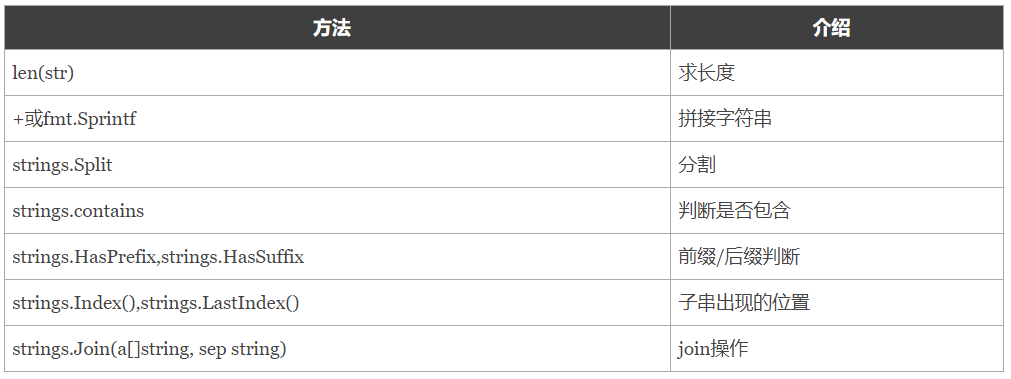 方法 介绍
len(str) 求长度
+或fmt.Sprintf 拼接字符串
strings.Split 分割
strings.contains 判断是否包含
strings.HasPrefix,strings.HasSuffix 前缀/后缀判断
strings.Index(),strings.LastIndex() 子串出现的位置
strings.Join(a[]string, sep string) join操作